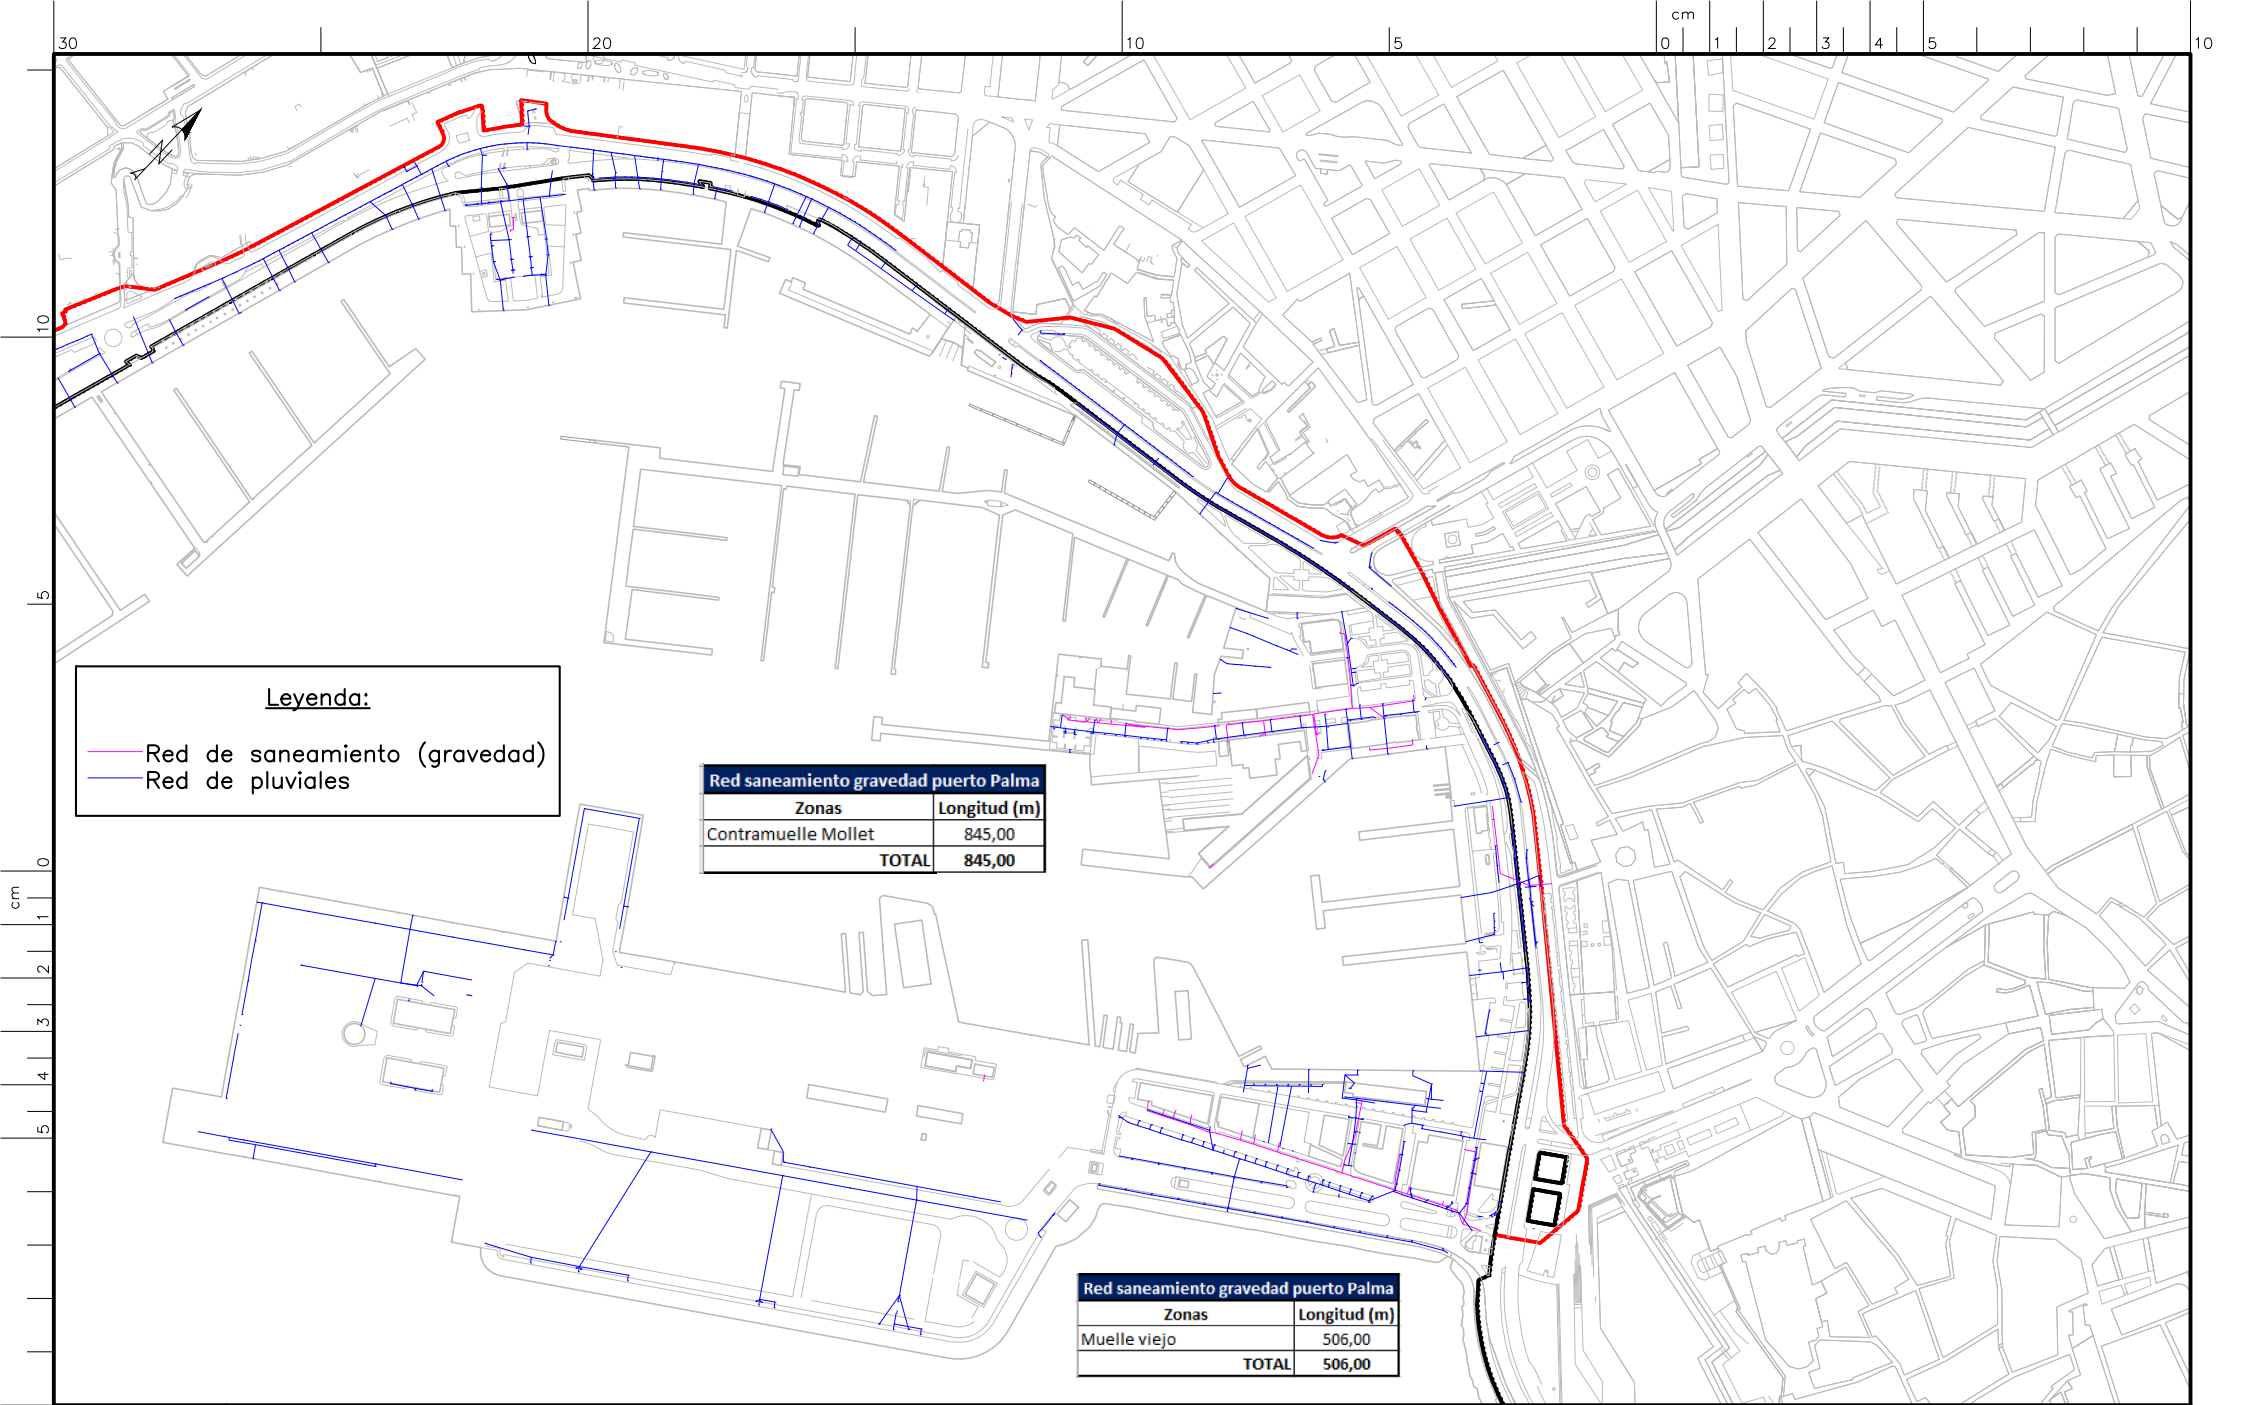 cm
30 20 10 5 0 1 2 3 4 5 10
10
5
0
cm
1
2
3
4
5
N
Leyenda:
Red de saneamiento (gravedad)
Red de pluviales
Red saneamiento gravedad puerto Palma
Zonas Longitud (m)
Contramuelle Mollet 845,00
TOTAL 845,00
Red saneamiento gravedad puerto Palma
Zonas Longitud (m)
Muelle viejo 506,00
TOTAL 506,00